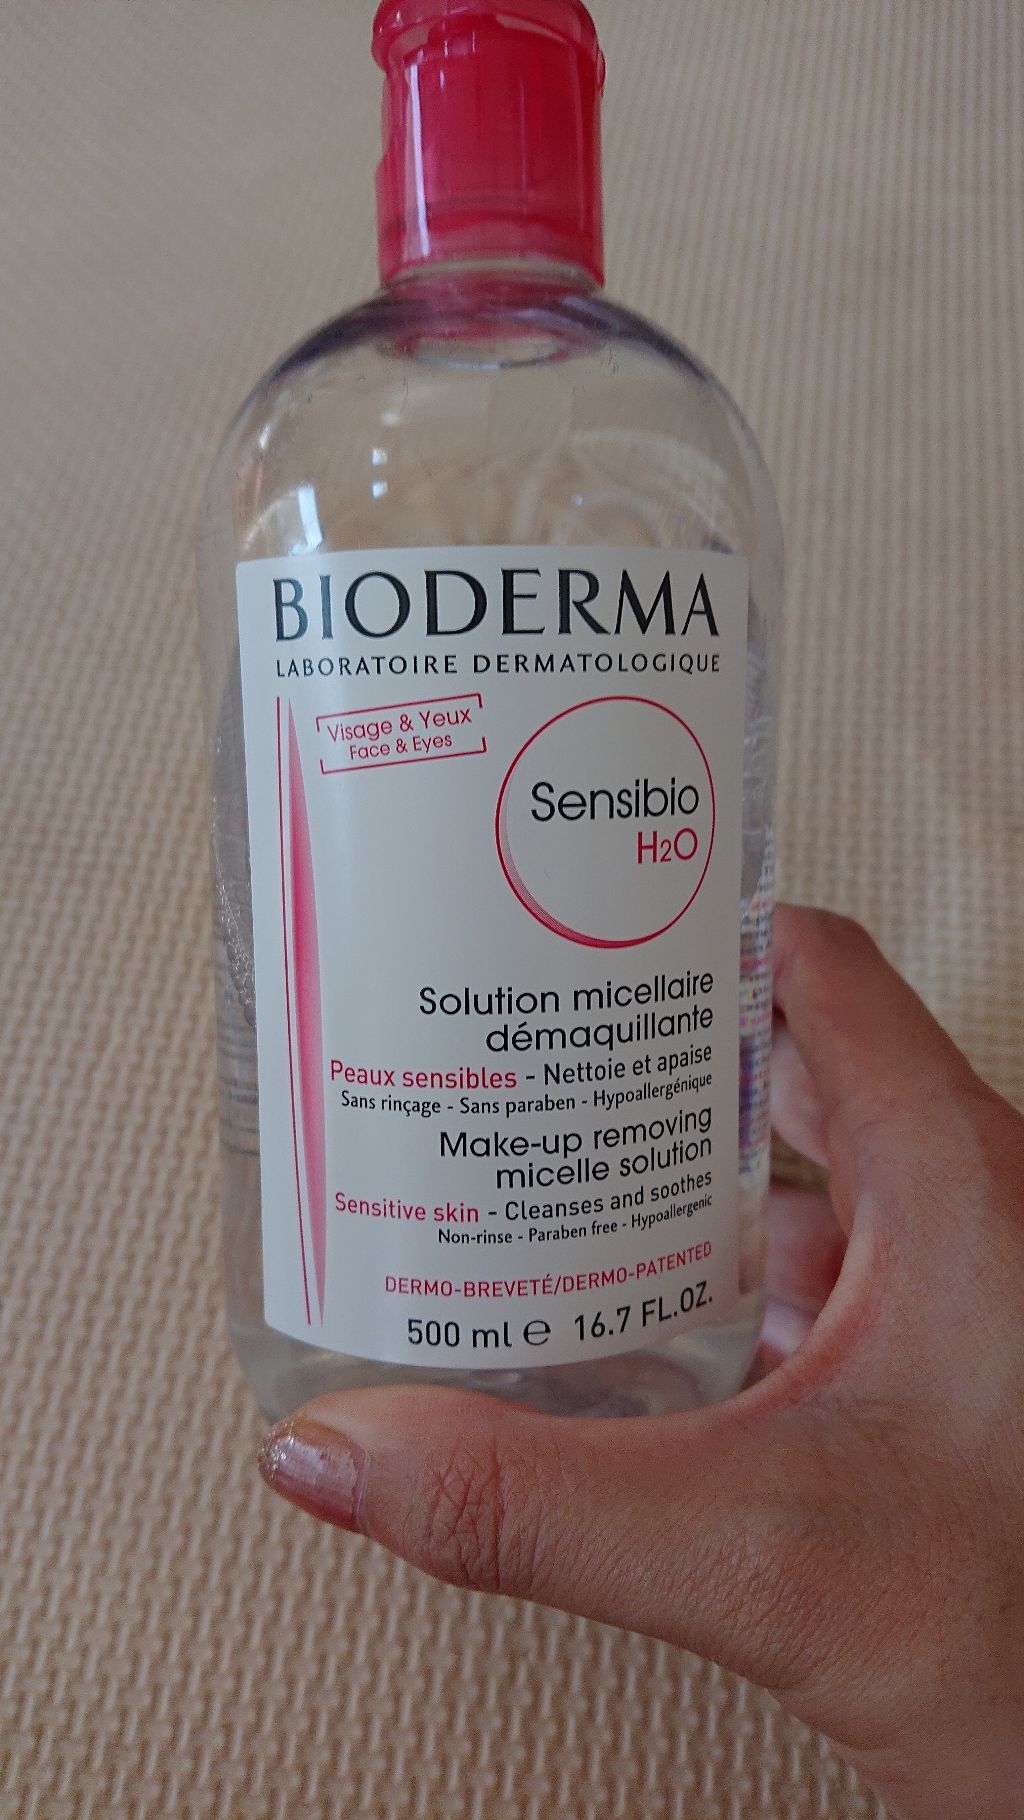 BIODERMA
LABORATOIRE DERMATOLOGIQUE
Visage & Yeux
Face & Eyes
Sensibio
H2O
Solution micellaire
démaquillante
Peaux sensibles - Nettoie et apaise
Sans rinçage - Sans paraben - Hypoallergénique
Make-up removing
micelle solution
Sensitive skin - Cleanses and soothes
Non-rinse - Paraben free - Hypoallergenic
DERMO-BREVETÉ/DERMO-PATENTED
500 ml ℮ 16.7 FL.OZ.